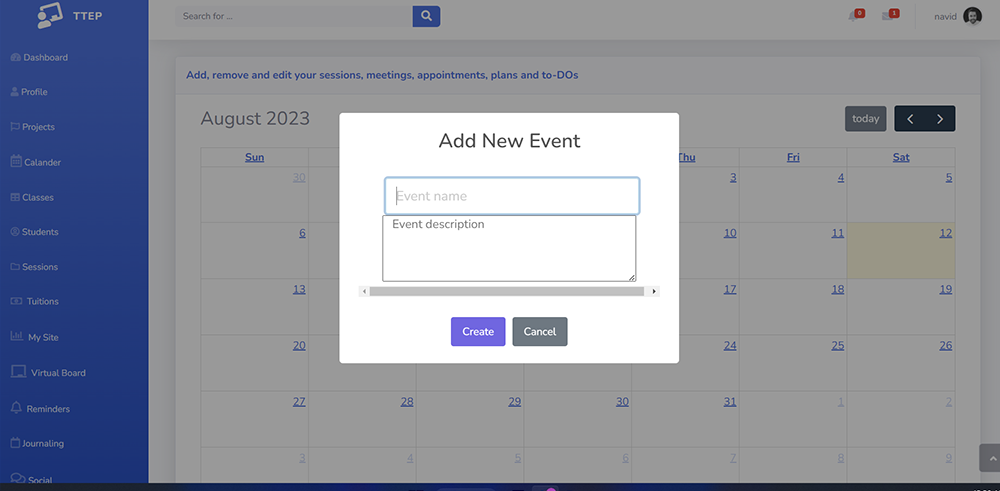 TTEP
Search for ...
0
1
navid
Dashboard
Profile
Projects
Calander
Classes
Students
Sessions
Tuitions
My Site
Virtual Board
Reminders
Journaling
Social
Add, remove and edit your sessions, meetings, appointments, plans and to-DOs
August 2023
today
Sun Thu Fri Sat
30 3 4 5
6 10 11 12
13 17 18 19
20 24 25 26
27 28 29 30 31 1 2
3 4 5 6 7 8 9
Add New Event
Event name
Event description
Create Cancel